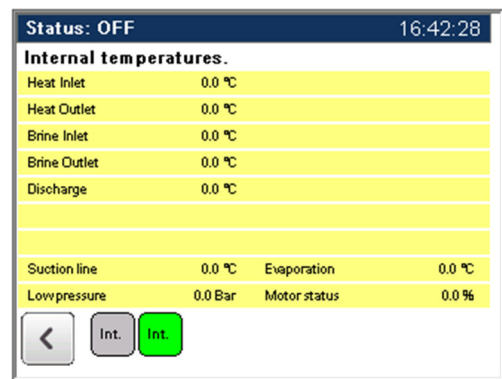 Status: OFF 16:42:28
Internal temperatures.
Heat Inlet 0.0 °C
Heat Outlet 0.0 °C
Brine Inlet 0.0 °C
Brine Outlet 0.0 °C
Discharge 0.0 °C
Suction line 0.0 °C Evaporation 0.0 °C
Low pressure 0.0 Bar Motor status 0.0 %
Int. Int.